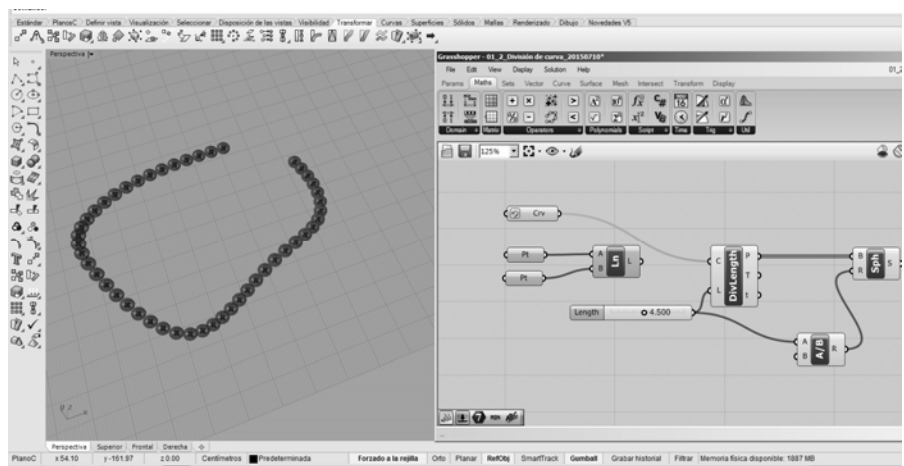 Estándar PlanosC Definir vista Visualización Seleccionar Disposición de las vistas Visibilidad Transformar Curvas Superficies Sólidos Mallas Renderizado Dibujo Novedades V5
Perspectiva
Grasshopper - 01_2_División de curva_20150710*
File Edit View Display Solution Help 01_2
Params Maths Sets Vector Curve Surface Mesh Intersect Transform Display
Domain Matrix Operators Polynomials Script Time Trig Util
125%
Crv
Pt
Pt
A
B
Ln
L
C
L
DivLength
P
T
t
B
R
Sph
S
Length 4.500
A
B
A/B
R
Perspectiva Superior Frontal Derecha
PlanoC x 54.10 y -161.97 z 0.00 Centímetros Predeterminada Forzado a la rejilla Orto Planar RefObj SmartTrack Gumball Grabar historial Filtrar Memoria física disponible: 1887 MB